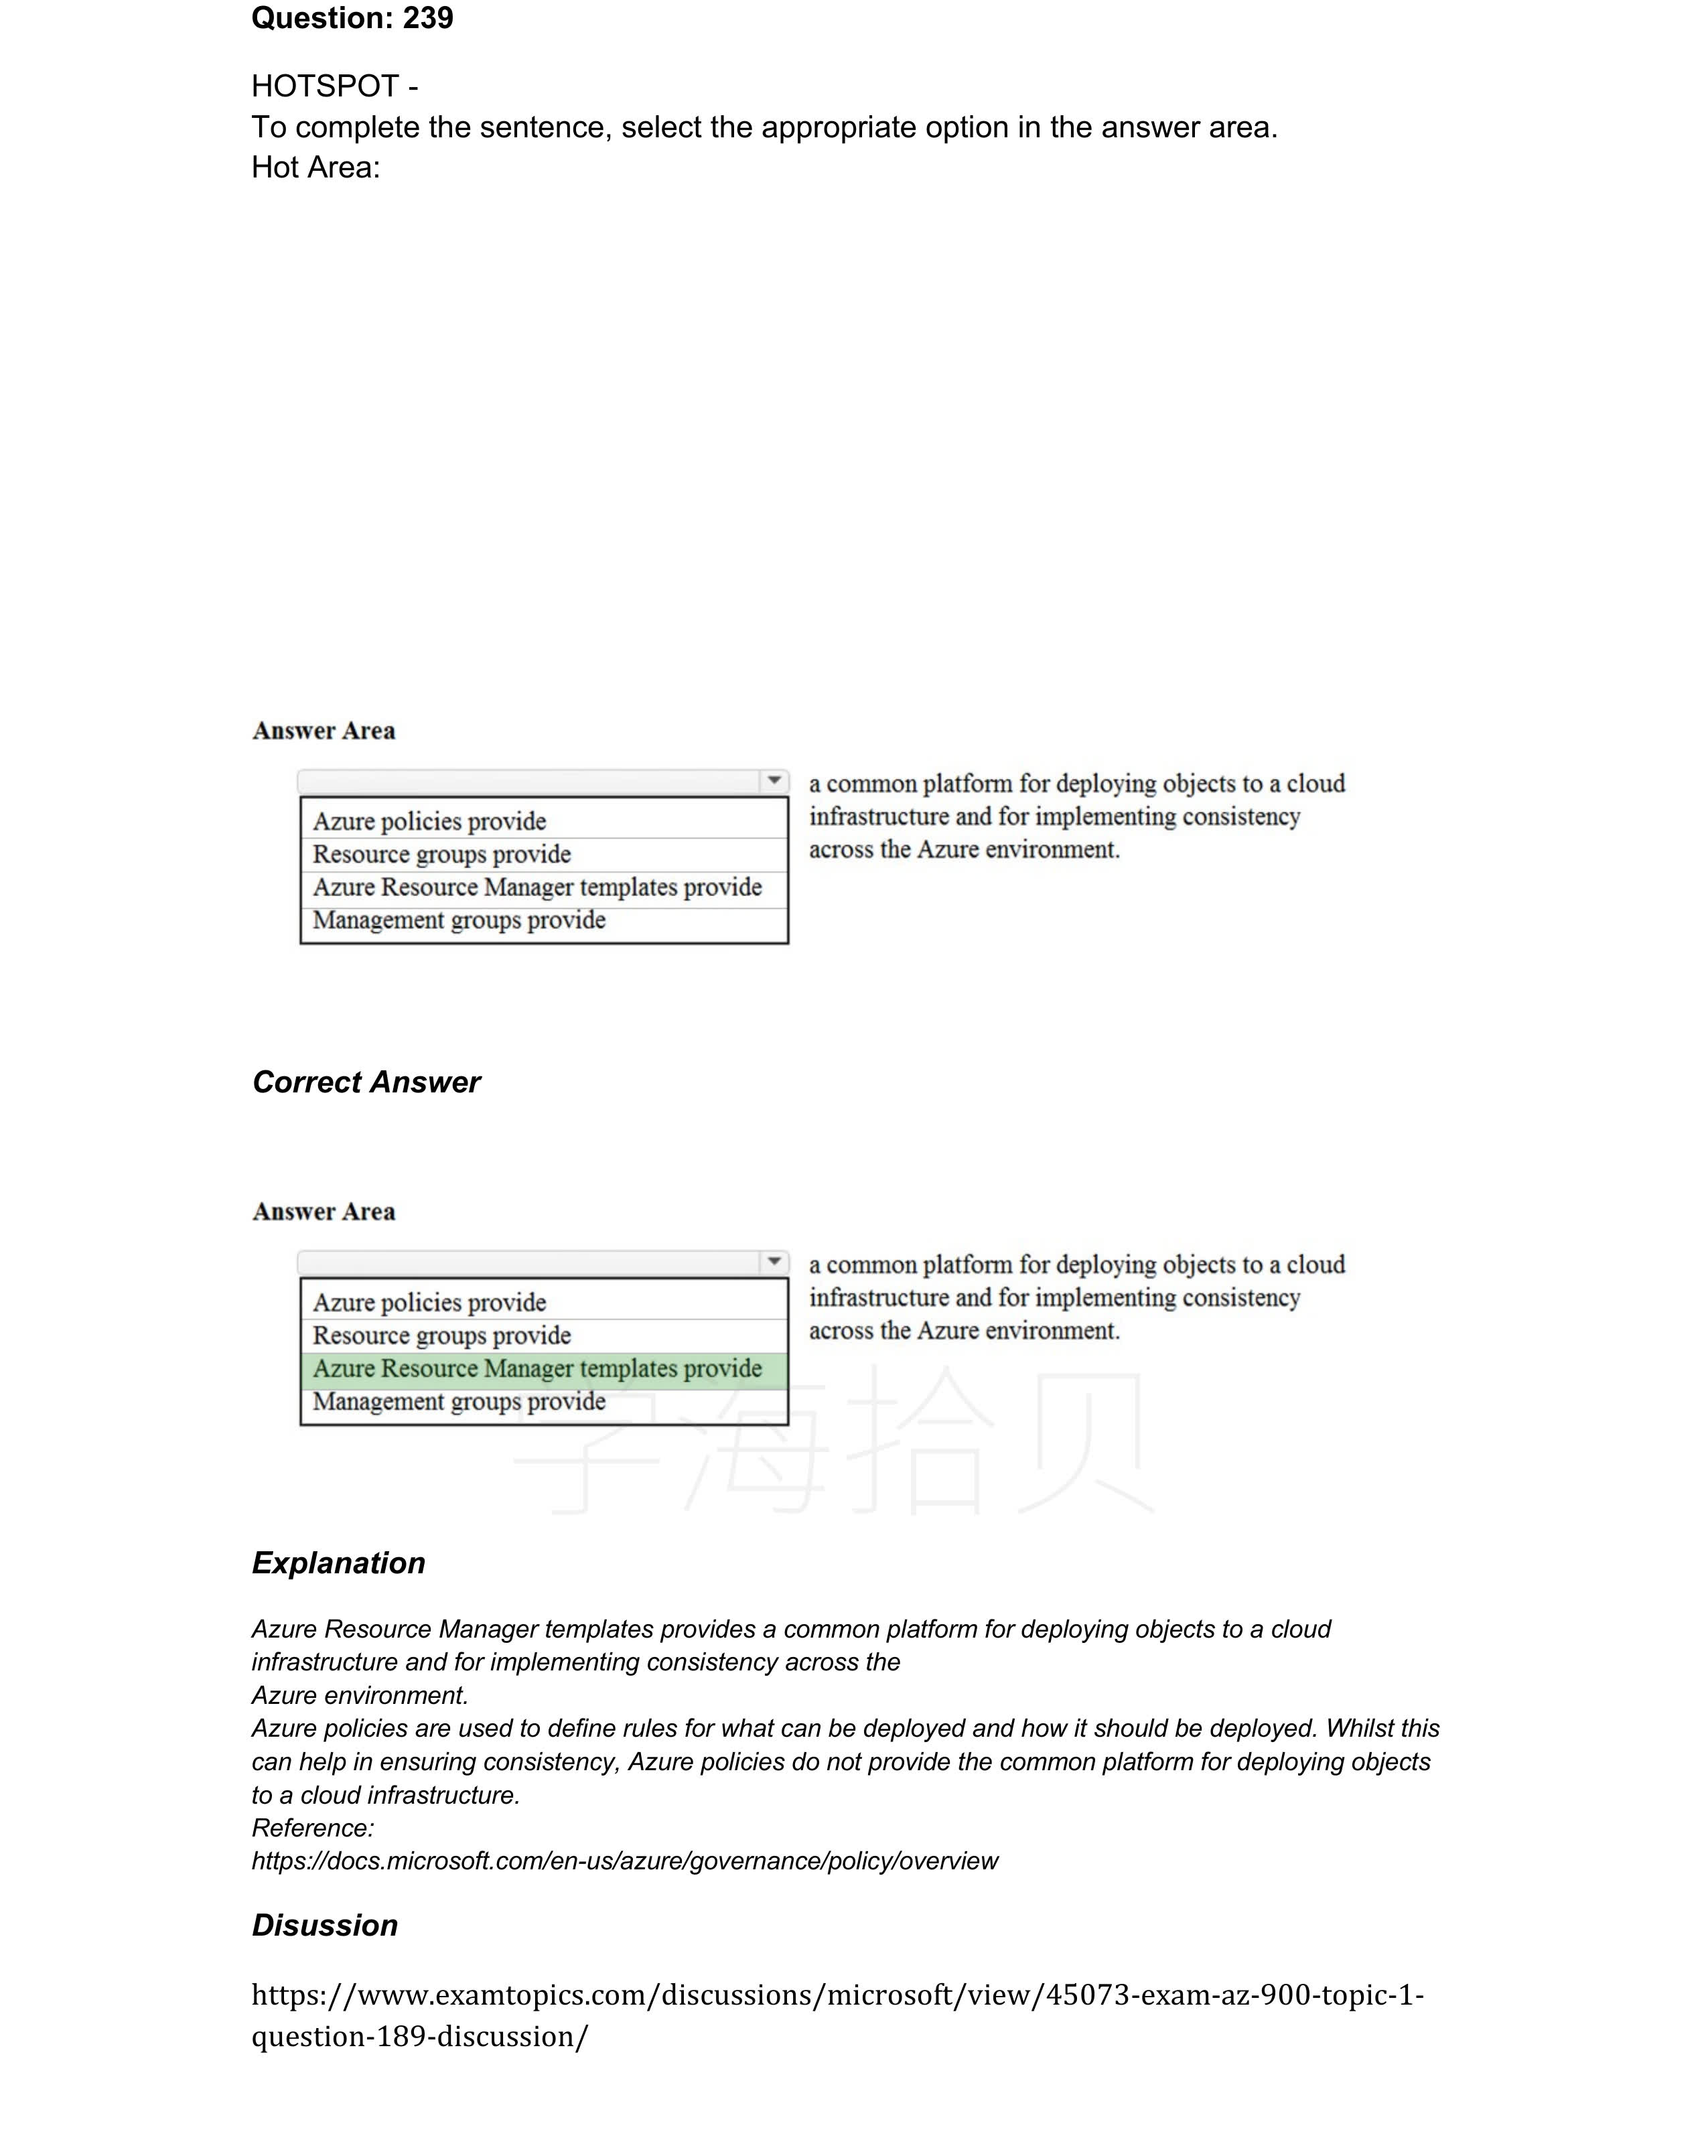 Question: 239
HOTSPOT -
To complete the sentence, select the appropriate option in the answer area.
Hot Area:
Answer Area
a common platform for deploying objects to a cloud
infrastructure and for implementing consistency
across the Azure environment.
Azure policies provide
Resource groups provide
Azure Resource Manager templates provide
Management groups provide
Correct Answer
Answer Area
a common platform for deploying objects to a cloud
infrastructure and for implementing consistency
across the Azure environment.
Azure policies provide
Resource groups provide
Azure Resource Manager templates provide
Management groups provide
学海拾贝
Explanation
Azure Resource Manager templates provides a common platform for deploying objects to a cloud
infrastructure and for implementing consistency across the
Azure environment.
Azure policies are used to define rules for what can be deployed and how it should be deployed. Whilst this
can help in ensuring consistency, Azure policies do not provide the common platform for deploying objects
to a cloud infrastructure.
Reference:
https://docs.microsoft.com/en-us/azure/governance/policy/overview
Disussion
https://www.examtopics.com/discussions/microsoft/view/45073-exam-az-900-topic-1-
question-189-discussion/